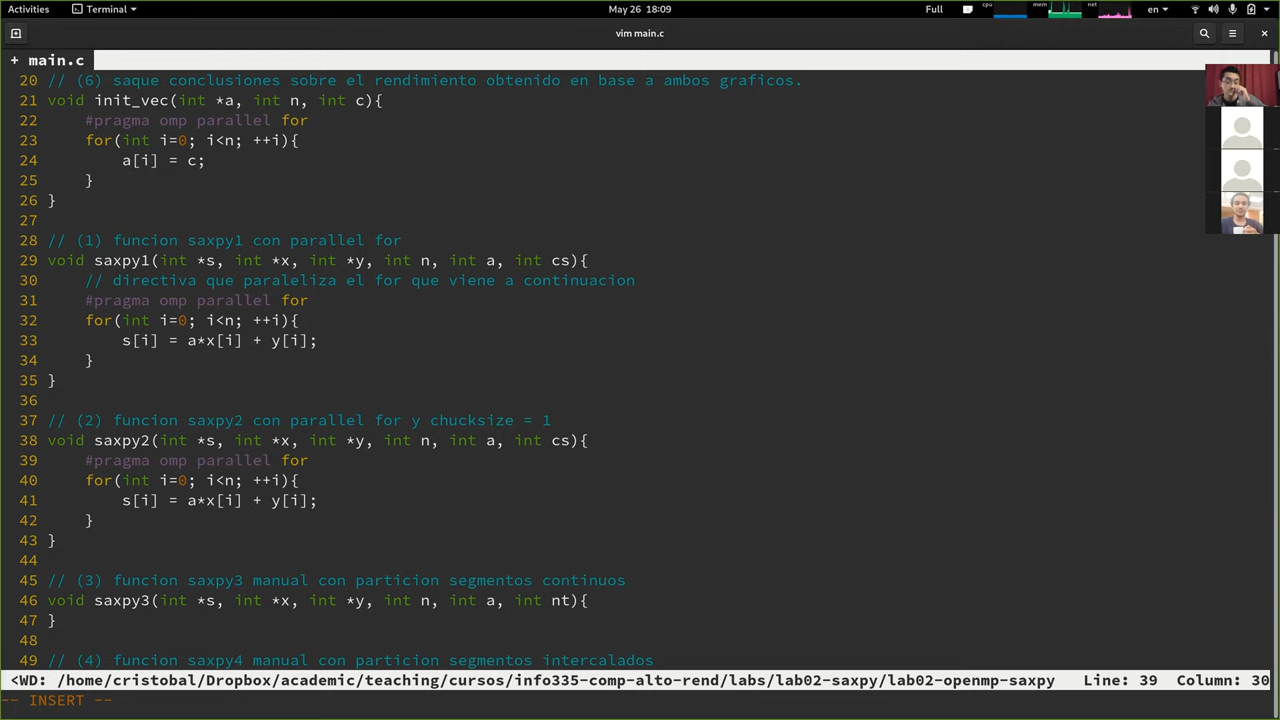 Activities Terminal May 26 18:09 Full cpu mem net en
vim main.c
+ main.c
20 // (6) saque conclusiones sobre el rendimiento obtenido en base a ambos graficos.
21 void init_vec(int *a, int n, int c){
22 #pragma omp parallel for
23 for(int i=0; i<n; ++i){
24 a[i] = c;
25 }
26 }
27
28 // (1) funcion saxpy1 con parallel for
29 void saxpy1(int *s, int *x, int *y, int n, int a, int cs){
30 // directiva que paraleliza el for que viene a continuacion
31 #pragma omp parallel for
32 for(int i=0; i<n; ++i){
33 s[i] = a*x[i] + y[i];
34 }
35 }
36
37 // (2) funcion saxpy2 con parallel for y chucksize = 1
38 void saxpy2(int *s, int *x, int *y, int n, int a, int cs){
39 #pragma omp parallel for
40 for(int i=0; i<n; ++i){
41 s[i] = a*x[i] + y[i];
42 }
43 }
44
45 // (3) funcion saxpy3 manual con particion segmentos continuos
46 void saxpy3(int *s, int *x, int *y, int n, int a, int nt){
47 }
48
49 // (4) funcion saxpy4 manual con particion segmentos intercalados
<WD: /home/cristobal/Dropbox/academic/teaching/cursos/info335-comp-alto-rend/labs/lab02-saxpy/lab02-openmp-saxpy Line: 39 Column: 30
-- INSERT --